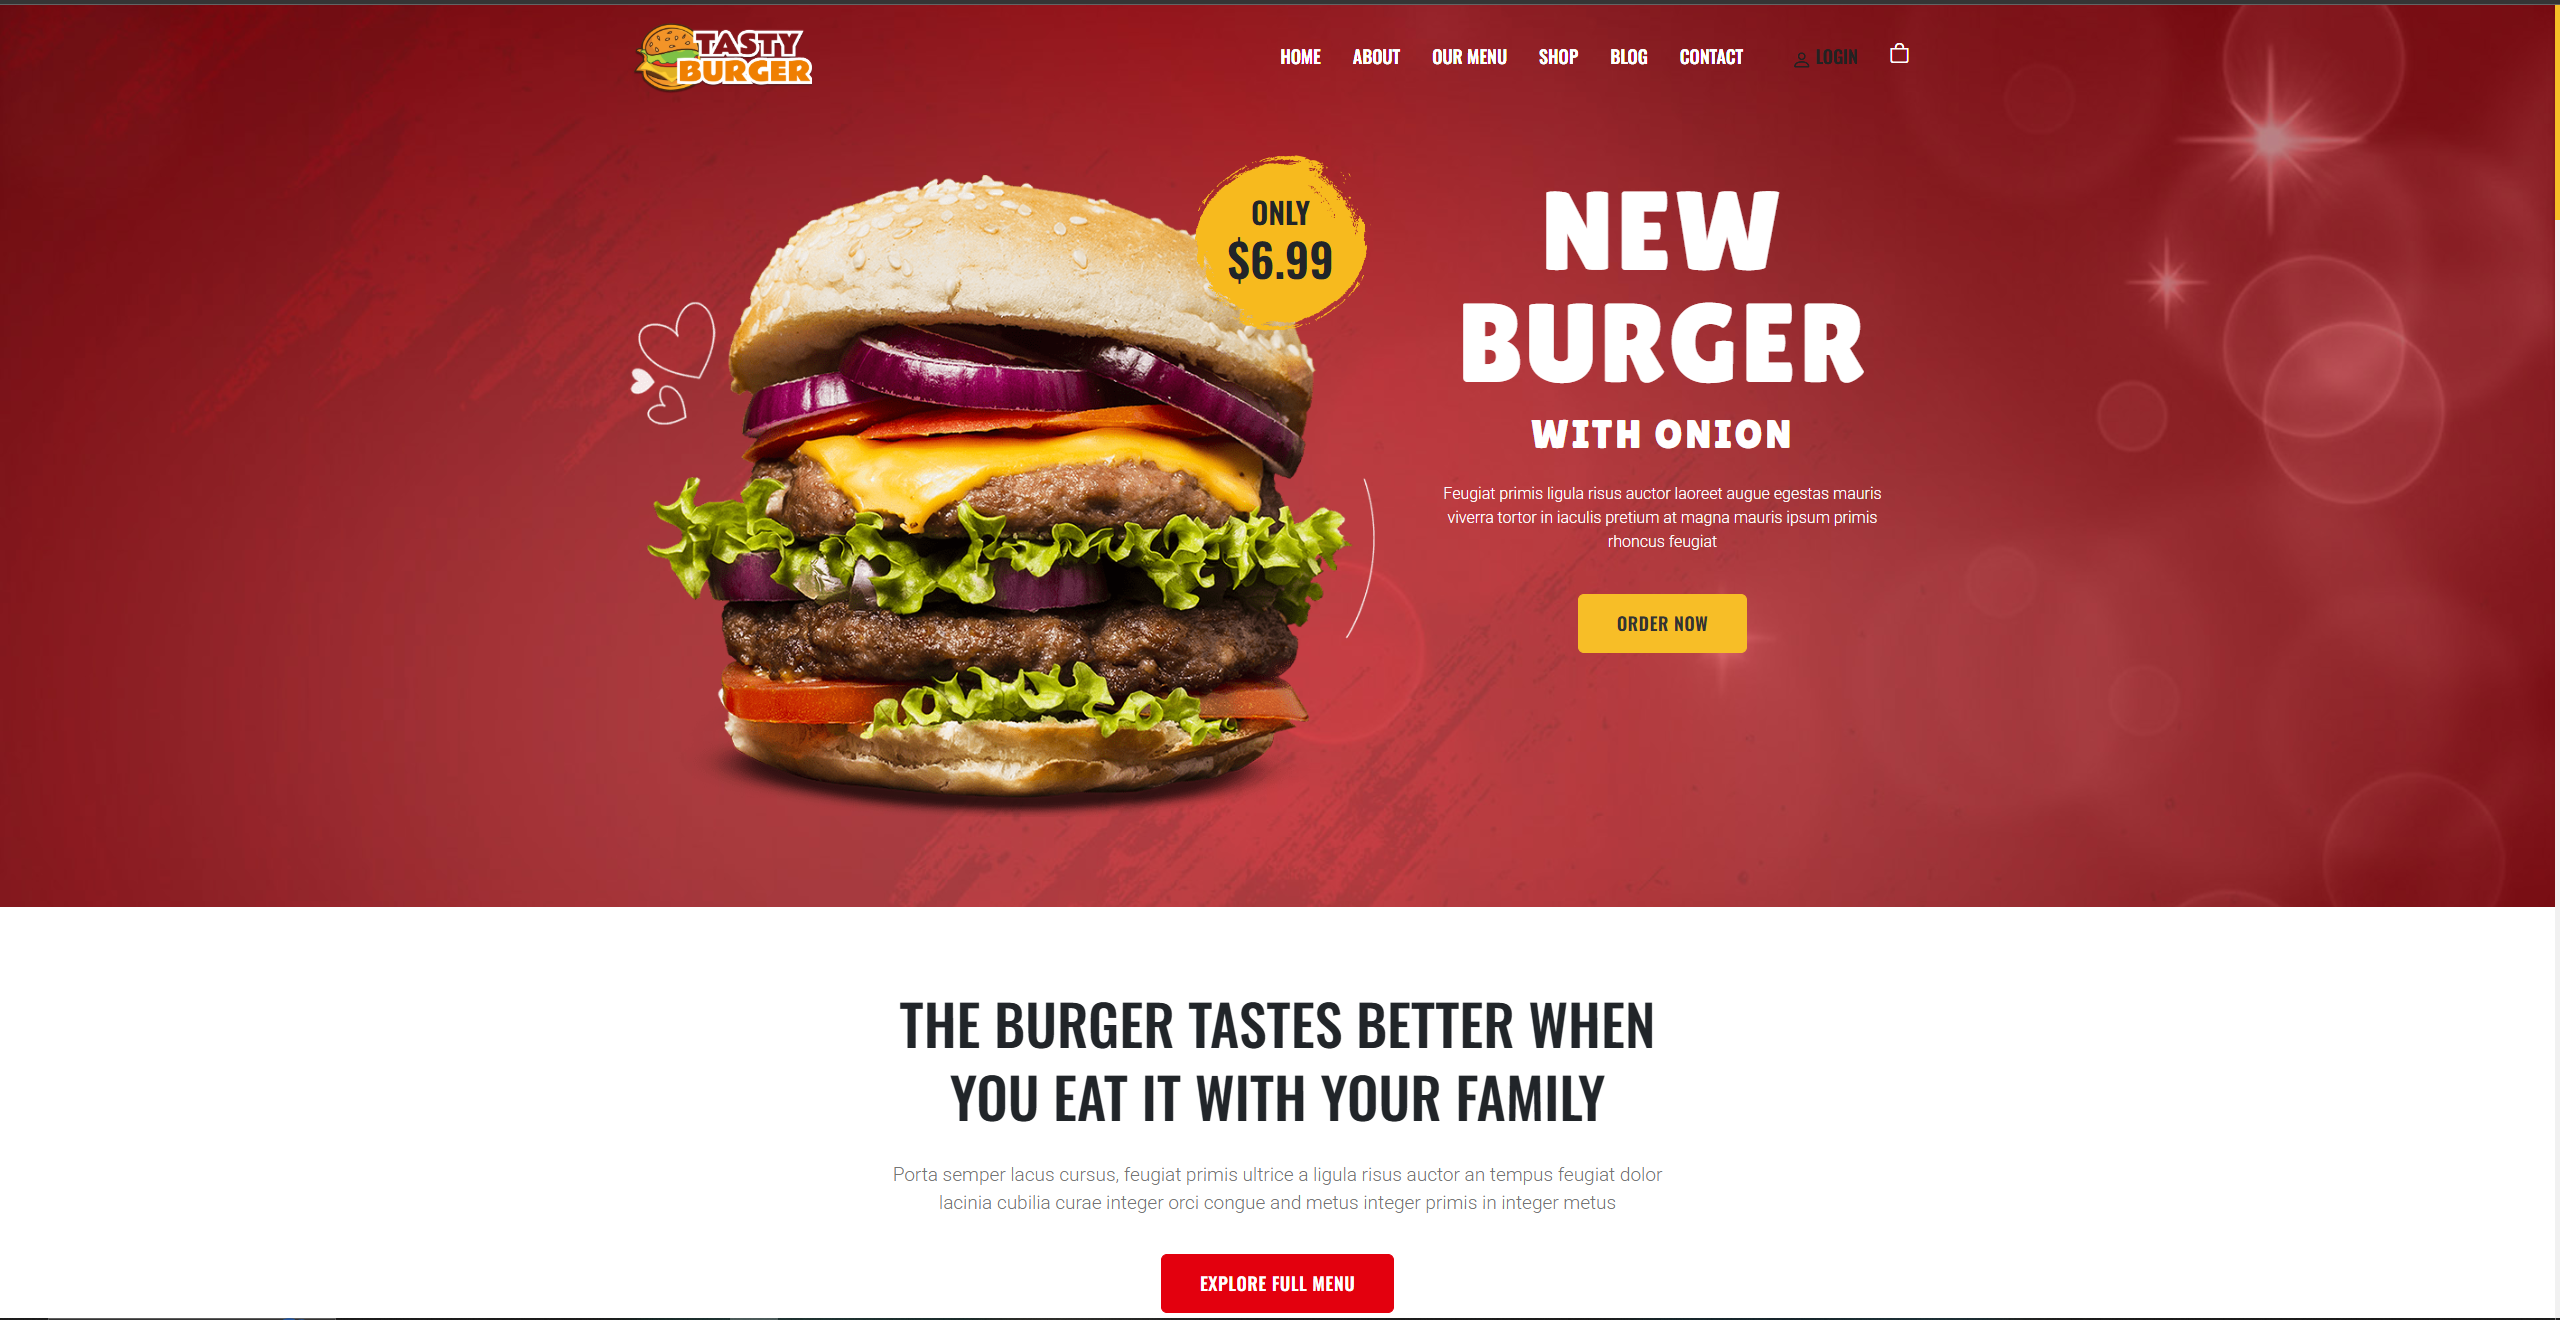 TASTY
BURGER
HOME ABOUT OUR MENU SHOP BLOG CONTACT LOGIN
ONLY
$6.99
NEW
BURGER
WITH ONION
Feugiat primis ligula risus auctor laoreet augue egestas mauris
viverra tortor in iaculis pretium at magna mauris ipsum primis
rhoncus feugiat
ORDER NOW
THE BURGER TASTES BETTER WHEN
YOU EAT IT WITH YOUR FAMILY
Porta semper lacus cursus, feugiat primis ultrice a ligula risus auctor an tempus feugiat dolor
lacinia cubilia curae integer orci congue and metus integer primis in integer metus
EXPLORE FULL MENU